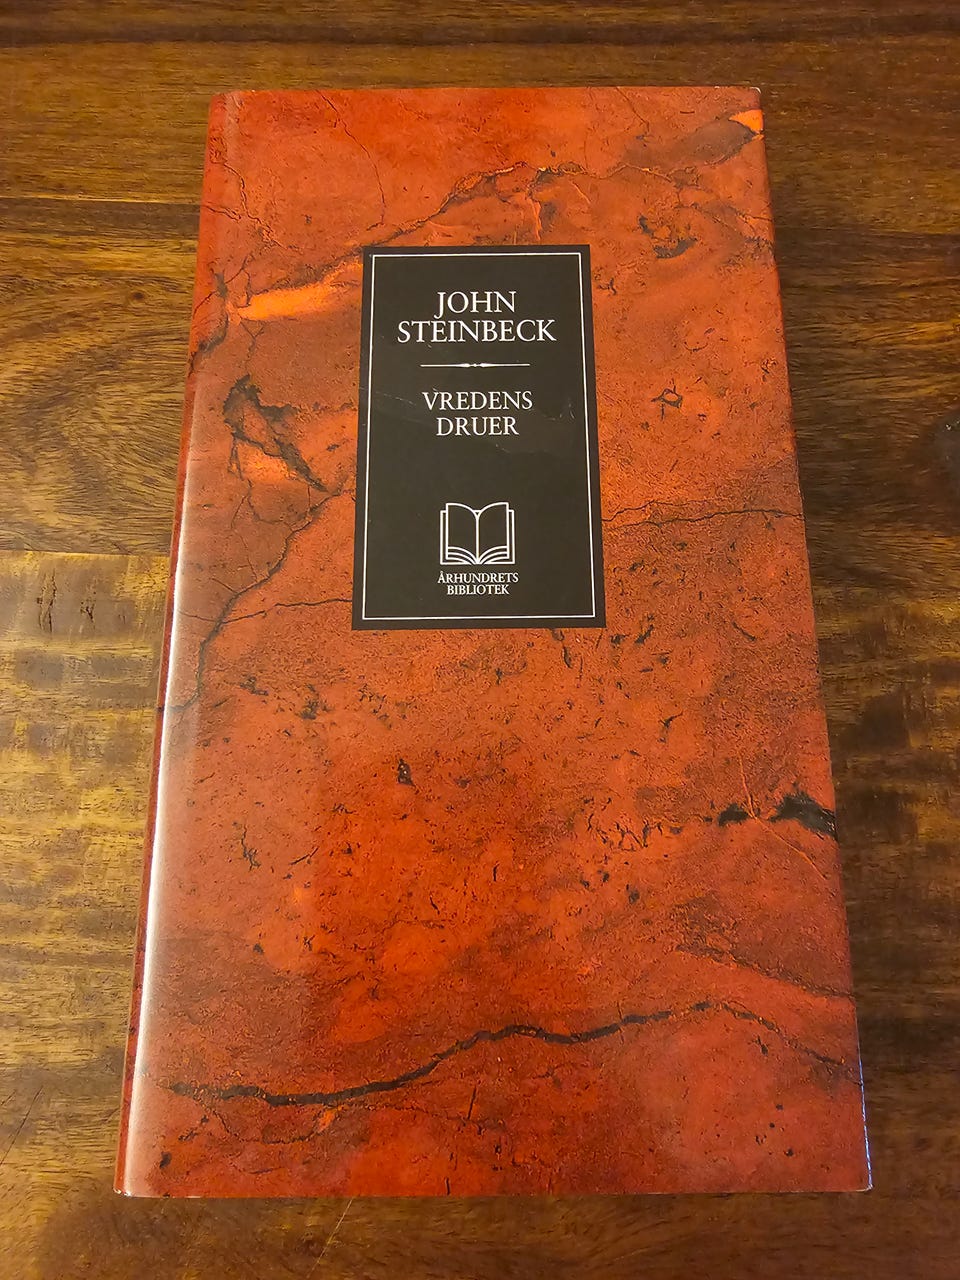 JOHN
STEINBECK
VREDENS
DRUER
ÅRHUNDRETS
BIBLIOTEK